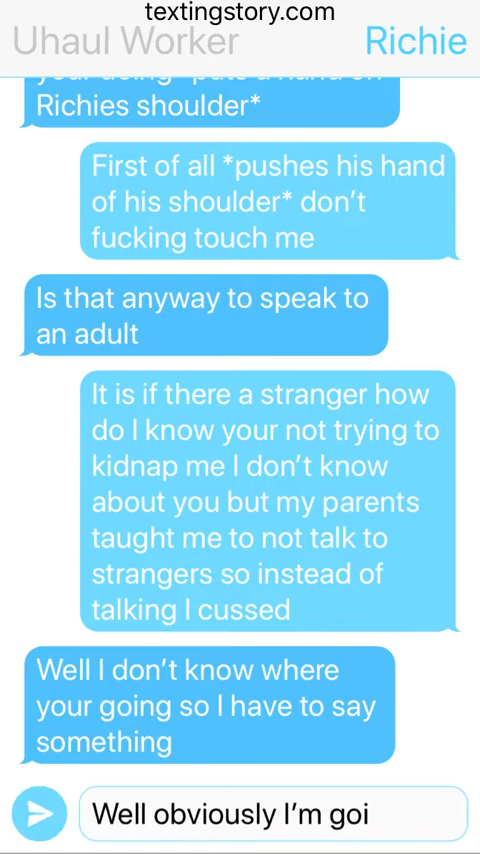 textingstory.com
Uhaul Worker Richie
Richies shoulder*
First of all *pushes his hand
of his shoulder* don't
fucking touch me
Is that anyway to speak to
an adult
It is if there a stranger how
do I know your not trying to
kidnap me I don't know
about you but my parents
taught me to not talk to
strangers so instead of
talking I cussed
Well I don't know where
your going so I have to say
something
Well obviously I'm goi